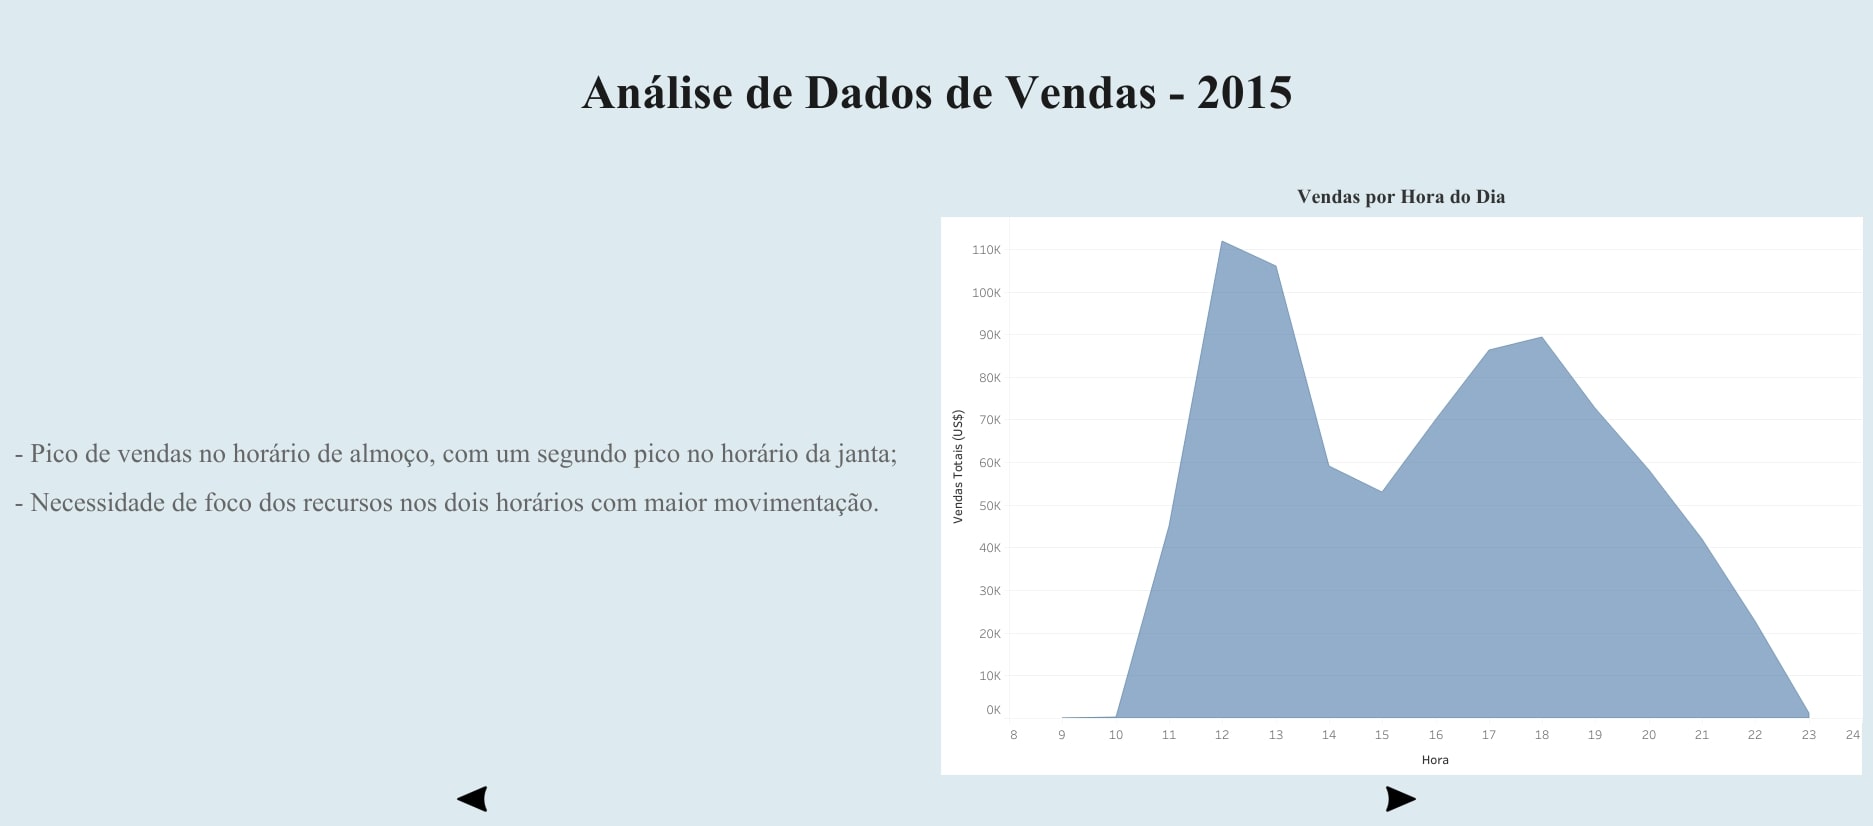 Análise de Dados de Vendas - 2015
- Pico de vendas no horário de almoço, com um segundo pico no horário da janta;
- Necessidade de foco dos recursos nos dois horários com maior movimentação.
Vendas por Hora do Dia
Vendas Totais (US$)
110K
100K
90K
80K
70K
60K
50K
40K
30K
20K
10K
0K
8 9 10 11 12 13 14 15 16 17 18 19 20 21 22 23 24
Hora